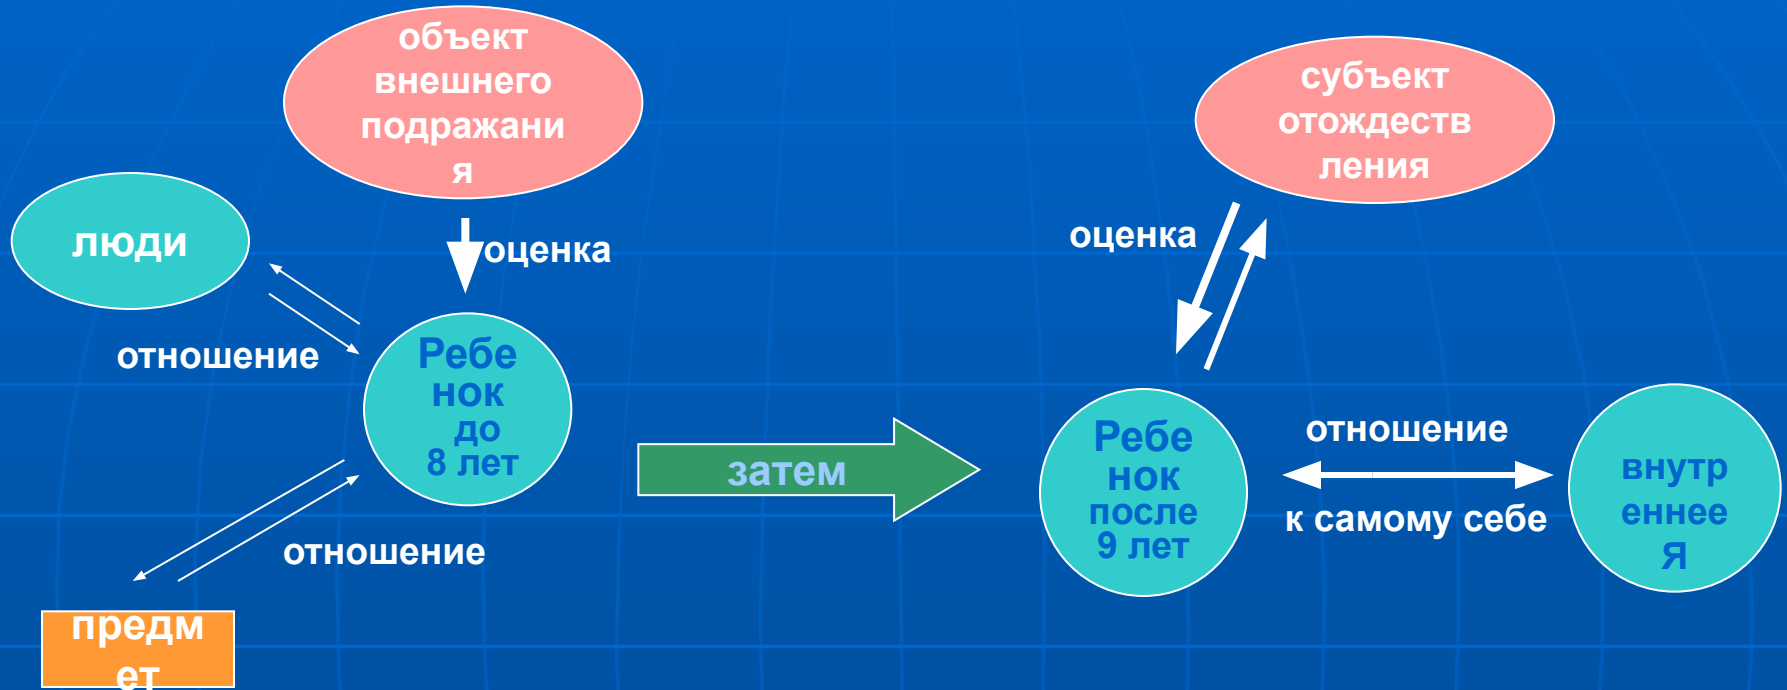 объект
внешнего
подражани
я
люди
оценка
отношение
Ребе
нок
до
8 лет
отношение
предм
ет
затем
субъект
отождеств
ления
оценка
Ребе
нок
после
9 лет
отношение
к самому себе
внутр
еннее
Я